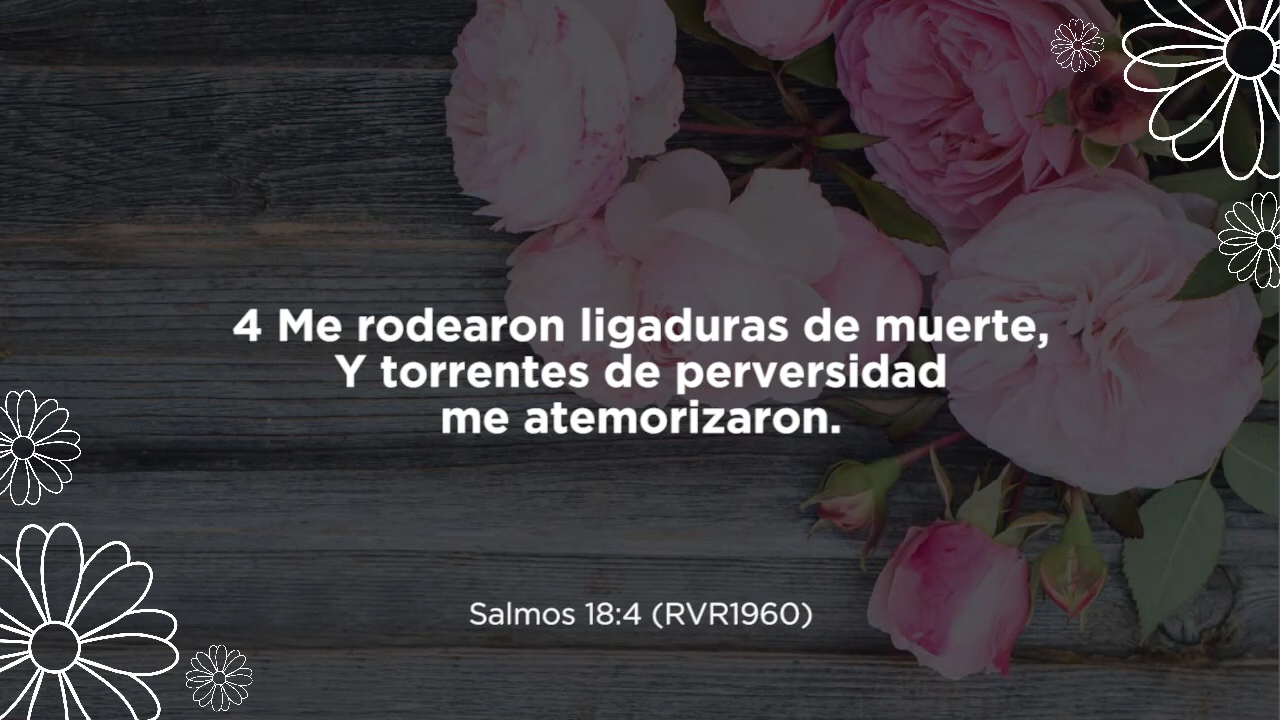 4 Me rodearon ligaduras de muerte,
Y torrentes de perversidad
me atemorizaron.
Salmos 18:4 (RVR1960)